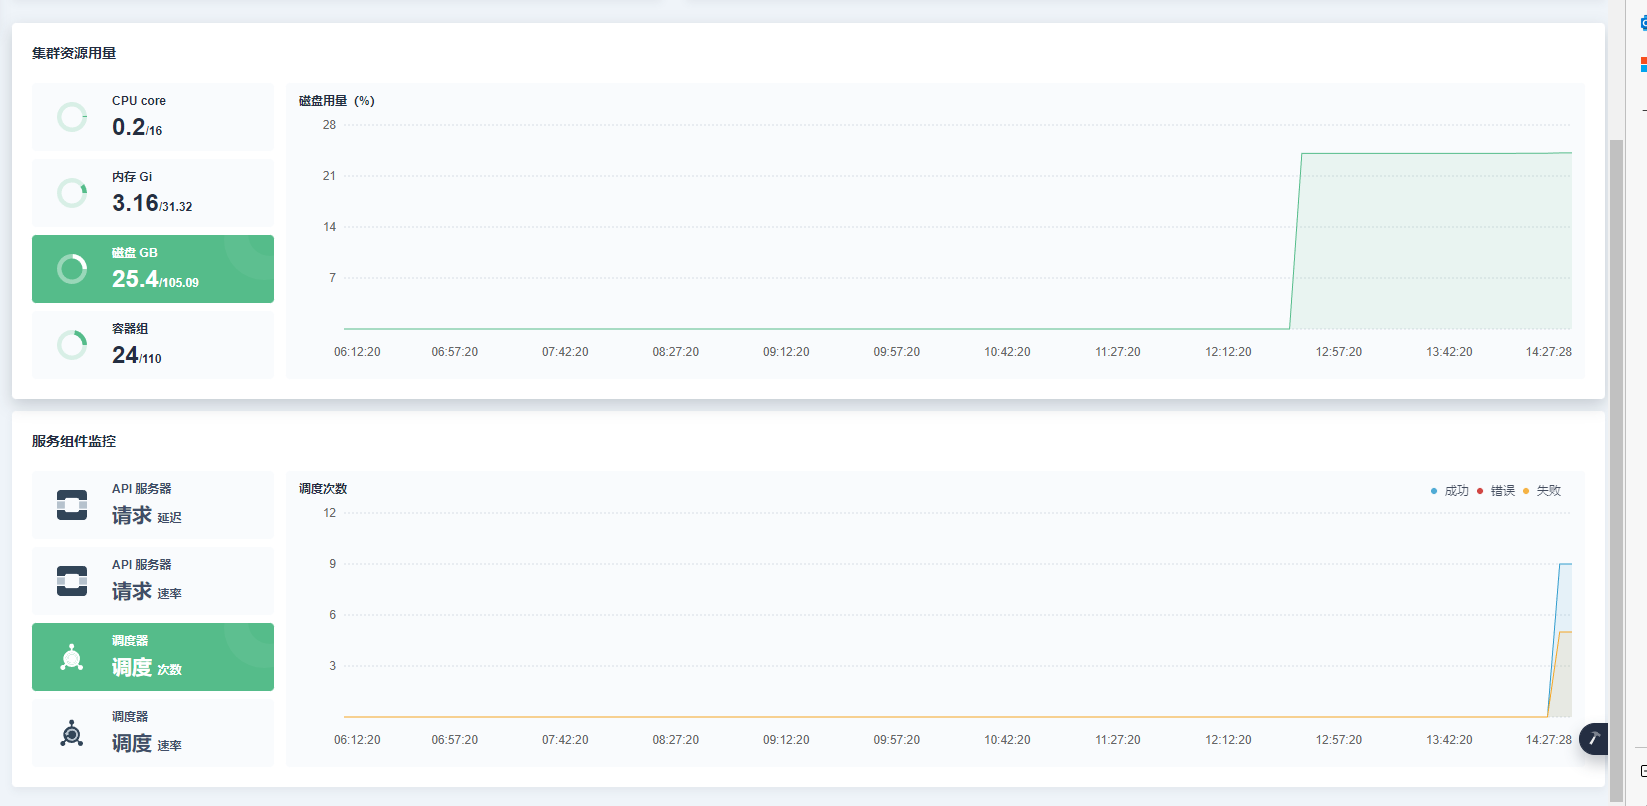 集群资源用量
CPU core
0.2/16
内存 Gi
3.16/31.32
磁盘 GB
25.4/105.09
容器组
24/110
磁盘用量（%）
28
21
14
7
06:12:20 06:57:20 07:42:20 08:27:20 09:12:20 09:57:20 10:42:20 11:27:20 12:12:20 12:57:20 13:42:20 14:27:28
服务组件监控
API 服务器
请求 延迟
API 服务器
请求 速率
调度器
调度 次数
调度器
调度 速率
调度次数
成功 错误 失败
12
9
6
3
06:12:20 06:57:20 07:42:20 08:27:20 09:12:20 09:57:20 10:42:20 11:27:20 12:12:20 12:57:20 13:42:20 14:27:28